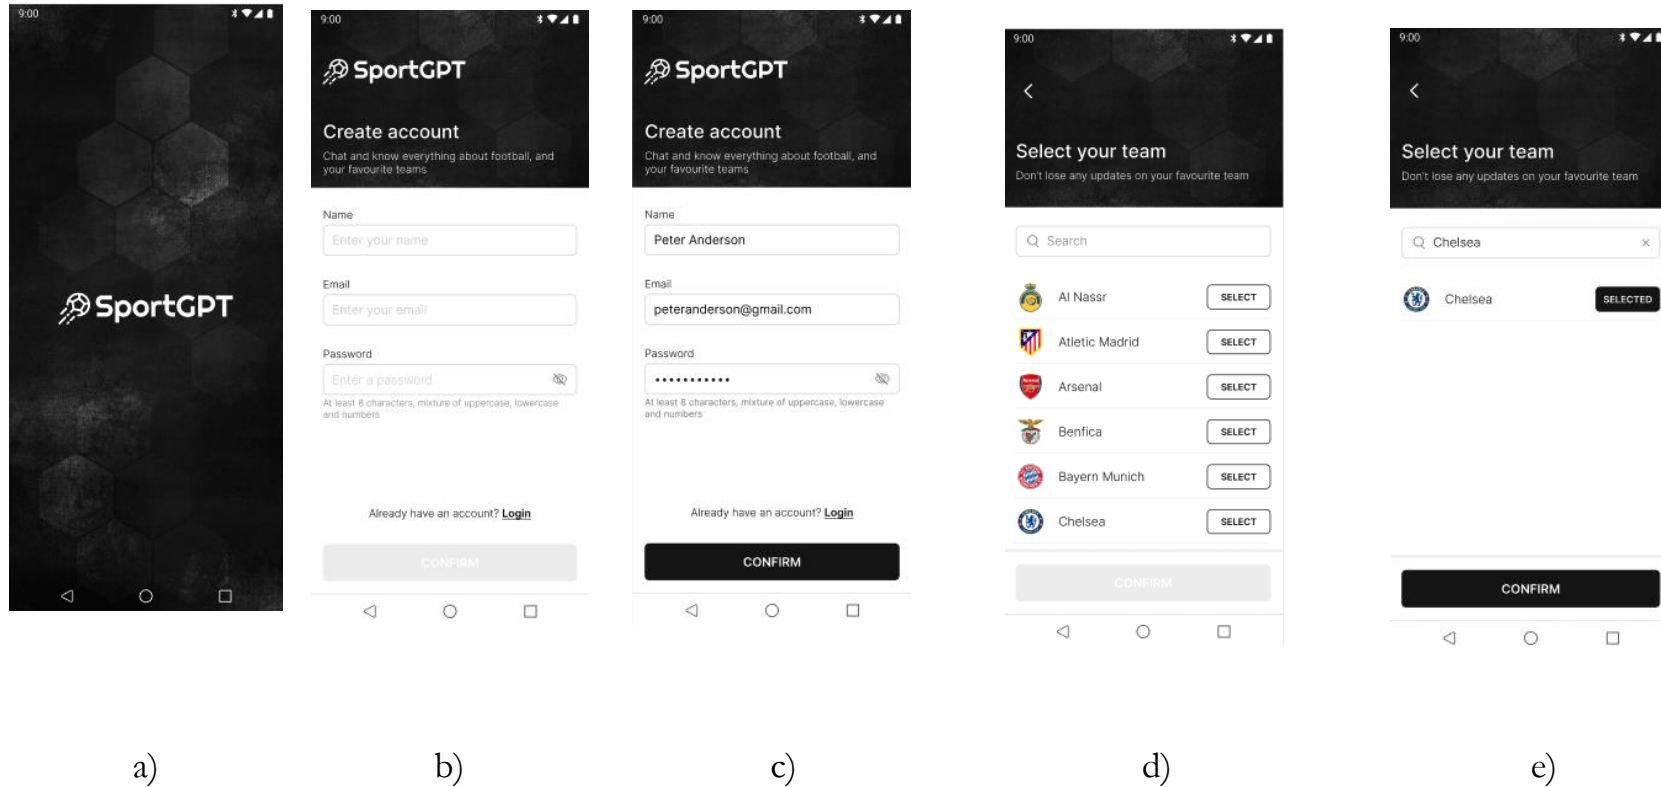 9:00
SportGPT
9:00
SportGPT
Create account
Chat and know everything about football, and
your favourite teams
Name
Enter your name
Email
Enter your email
Password
Enter a password
At least 8 characters, mixture of uppercase, lowercase
and numbers
Already have an account? Login
CONFIRM
9:00
SportGPT
Create account
Chat and know everything about football, and
your favourite teams
Name
Peter Anderson
Email
peteranderson@gmail.com
Password
•••••••••••
At least 8 characters, mixture of uppercase, lowercase
and numbers
Already have an account? Login
CONFIRM
9:00
Select your team
Don't lose any updates on your favourite team
Search
Al Nassr SELECT
Atletic Madrid SELECT
Arsenal SELECT
Benfica SELECT
Bayern Munich SELECT
Chelsea SELECT
CONFIRM
9:00
Select your team
Don't lose any updates on your favourite team
Chelsea
Chelsea SELECTED
CONFIRM
a) b) c) d) e)